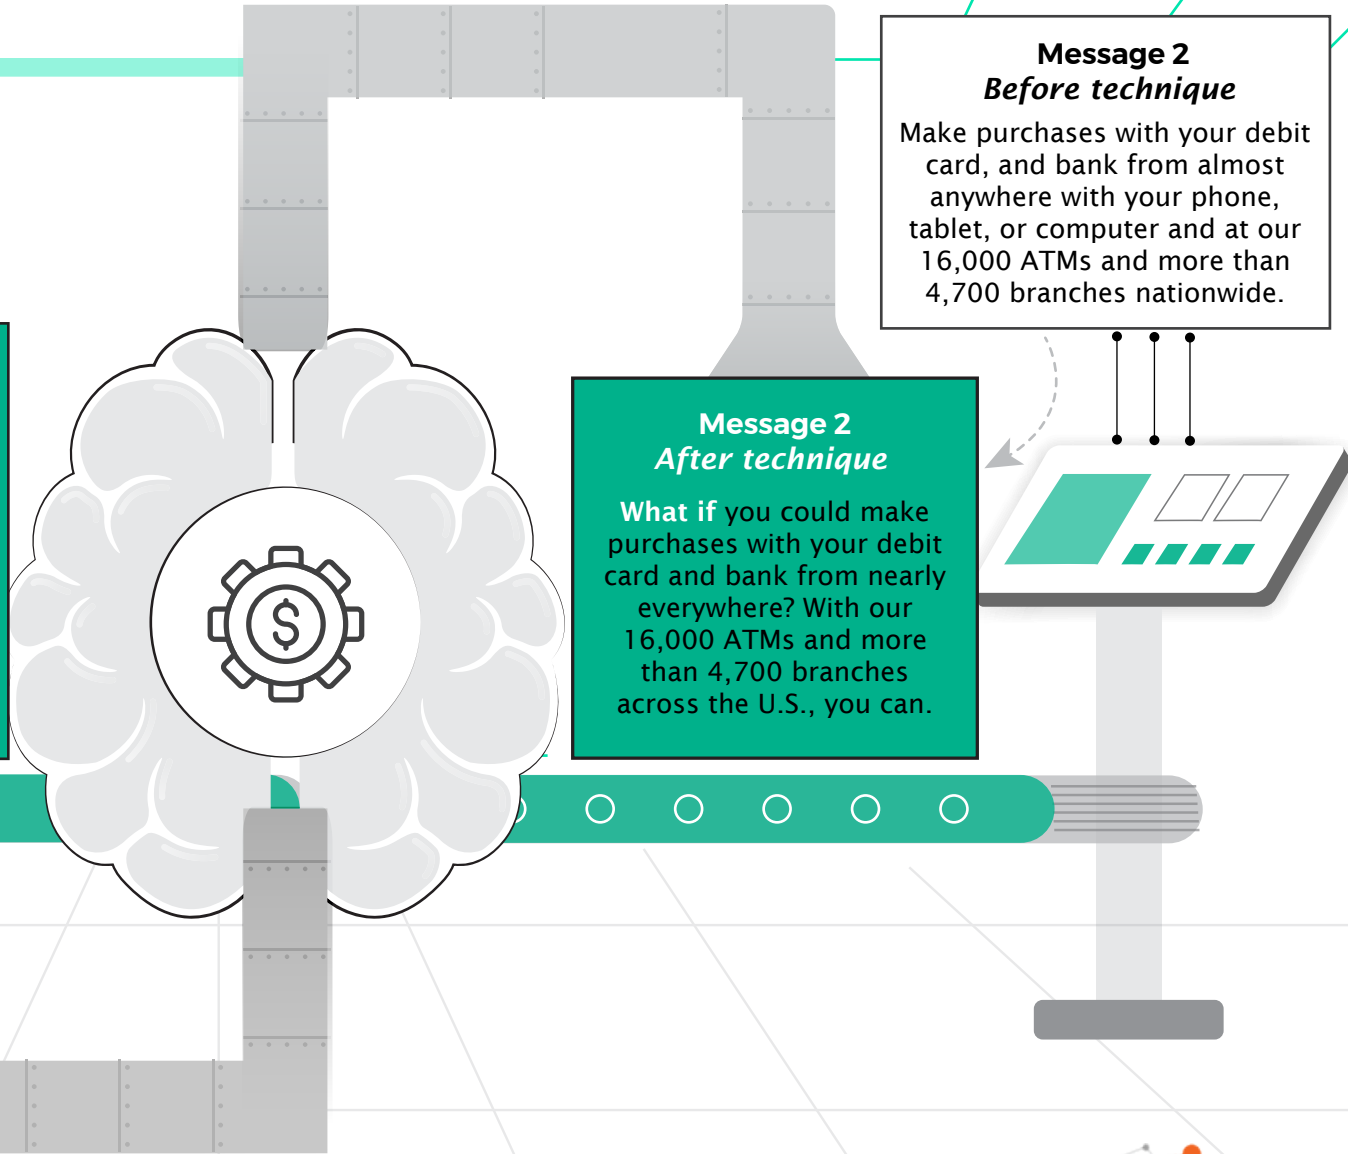 Message 2
Before technique
Make purchases with your debit
card, and bank from almost
anywhere with your phone,
tablet, or computer and at our
16,000 ATMs and more than
4,700 branches nationwide.
Message 2
After technique
What if you could make
purchases with your debit
card and bank from nearly
everywhere? With our
16,000 ATMs and more
than 4,700 branches
across the U.S., you can.
$